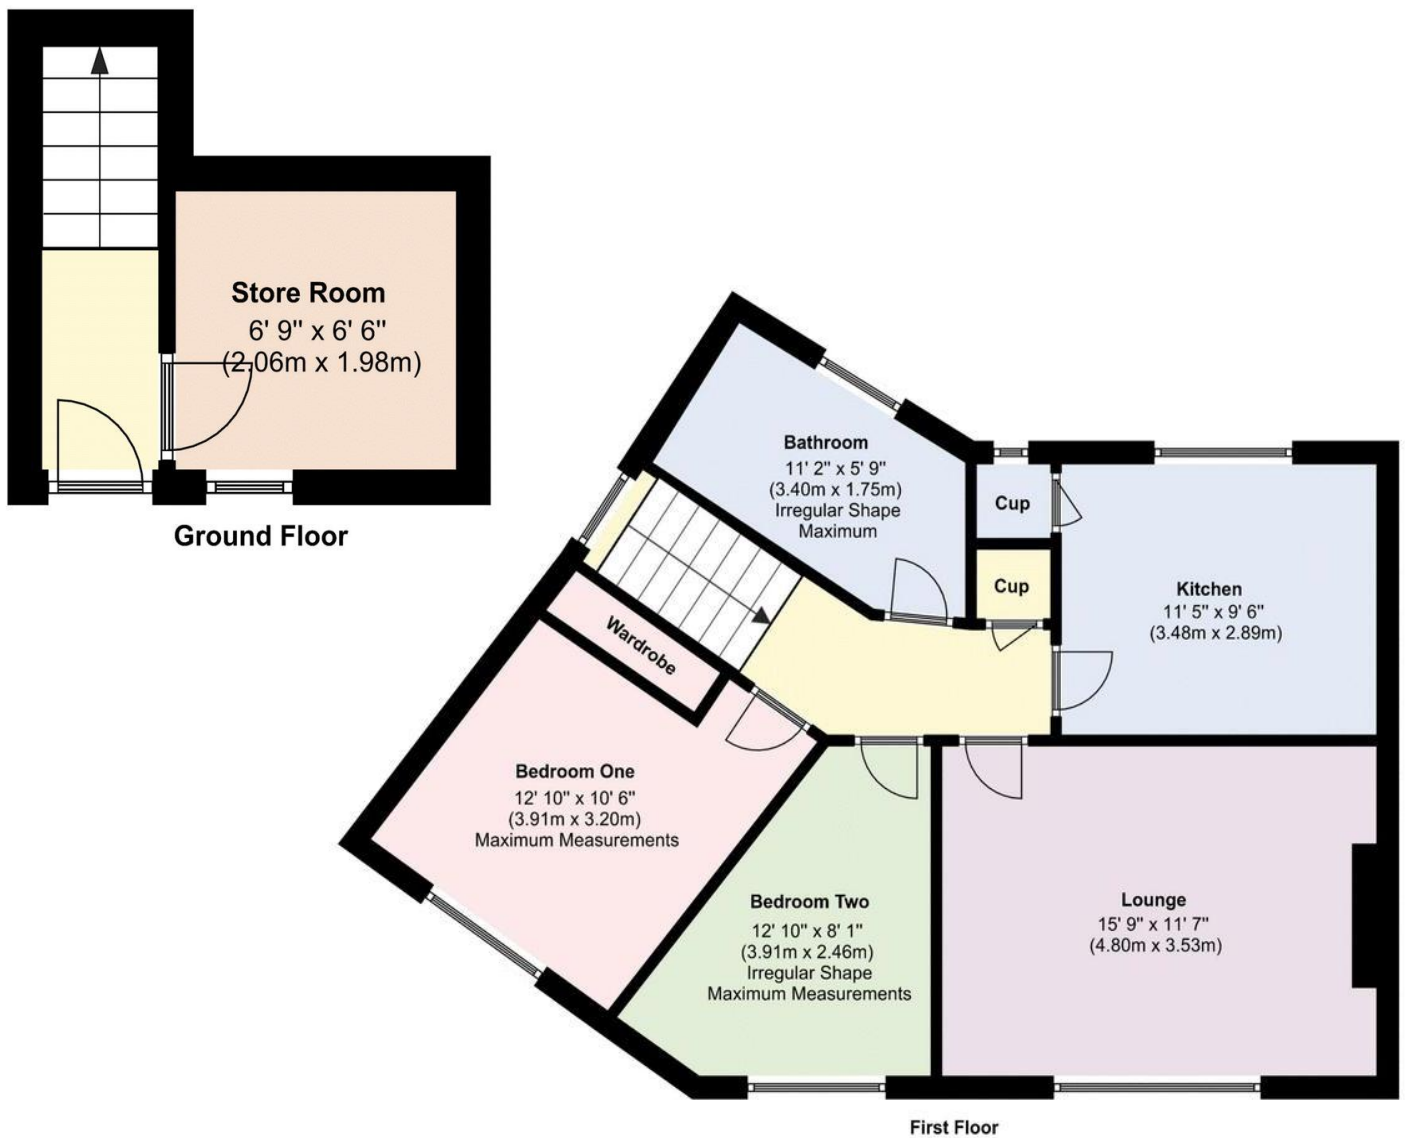 Store Room
6' 9" x 6' 6"
(2.06m x 1.98m)
Ground Floor
Bathroom
11' 2" x 5' 9"
(3.40m x 1.75m)
Irregular Shape
Maximum
Cup
Cup
Kitchen
11' 5" x 9' 6"
(3.48m x 2.89m)
Wardrobe
Bedroom One
12' 10" x 10' 6"
(3.91m x 3.20m)
Maximum Measurements
Bedroom Two
12' 10" x 8' 1"
(3.91m x 2.46m)
Irregular Shape
Maximum Measurements
Lounge
15' 9" x 11' 7"
(4.80m x 3.53m)
First Floor